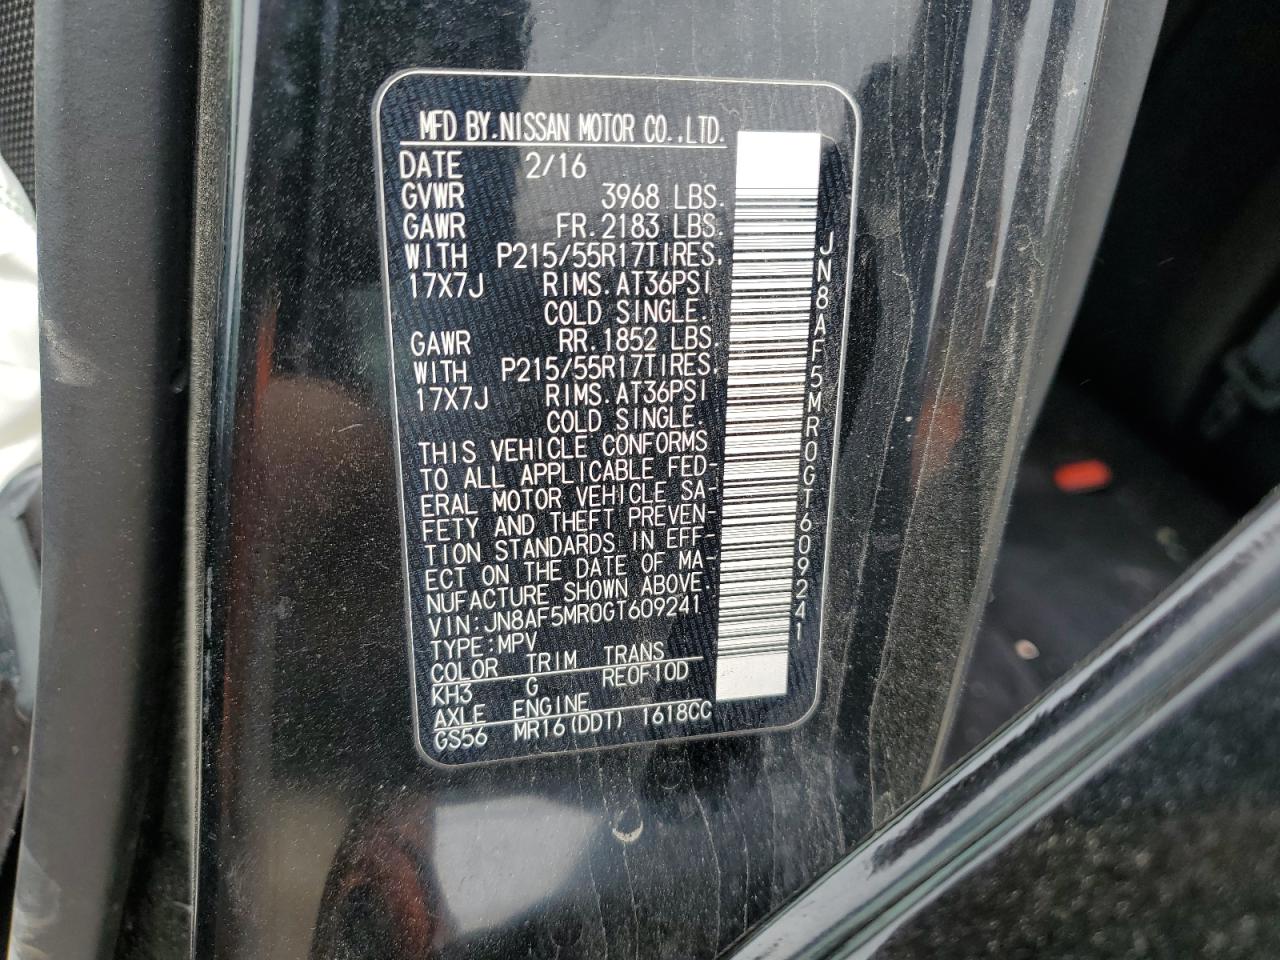 MFD BY.NISSAN MOTOR CO.,LTD.
DATE 2/16
GVWR 3968 LBS.
GAWR FR.2183 LBS.
WITH P215/55R17TIRES.
17X7J RIMS.AT36PSI
COLD SINGLE.
GAWR RR.1852 LBS.
WITH P215/55R17TIRES.
17X7J RIMS.AT36PSI
COLD SINGLE.
THIS VEHICLE CONFORMS
TO ALL APPLICABLE FED-
ERAL MOTOR VEHICLE SA-
FETY AND THEFT PREVEN-
TION STANDARDS IN EFF-
ECT ON THE DATE OF MA-
NUFACTURE SHOWN ABOVE.
VIN:JN8AF5MR0GT609241
TYPE:MPV
COLOR TRIM TRANS
KH3 G RE0F10D
AXLE ENGINE
GS56 MR16(DDT) 1618CC
JN8AF5MR0GT609241